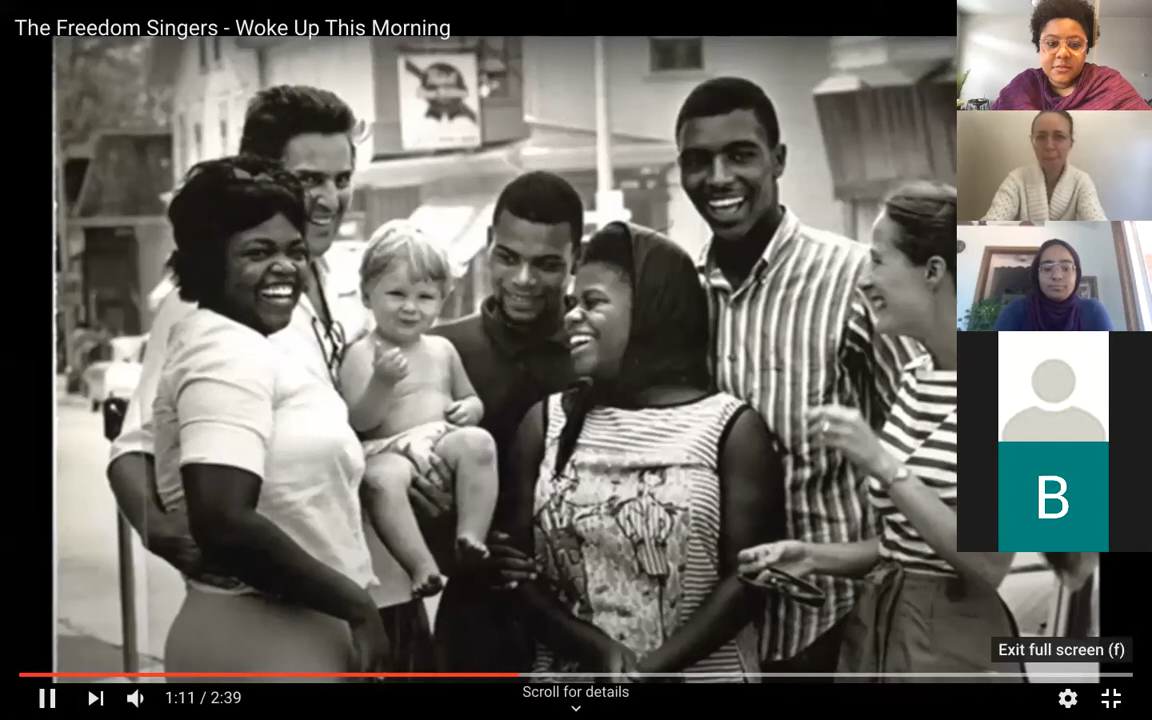 The Freedom Singers - Woke Up This Morning
B
Exit full screen (f)
Scroll for details
1:11 / 2:39